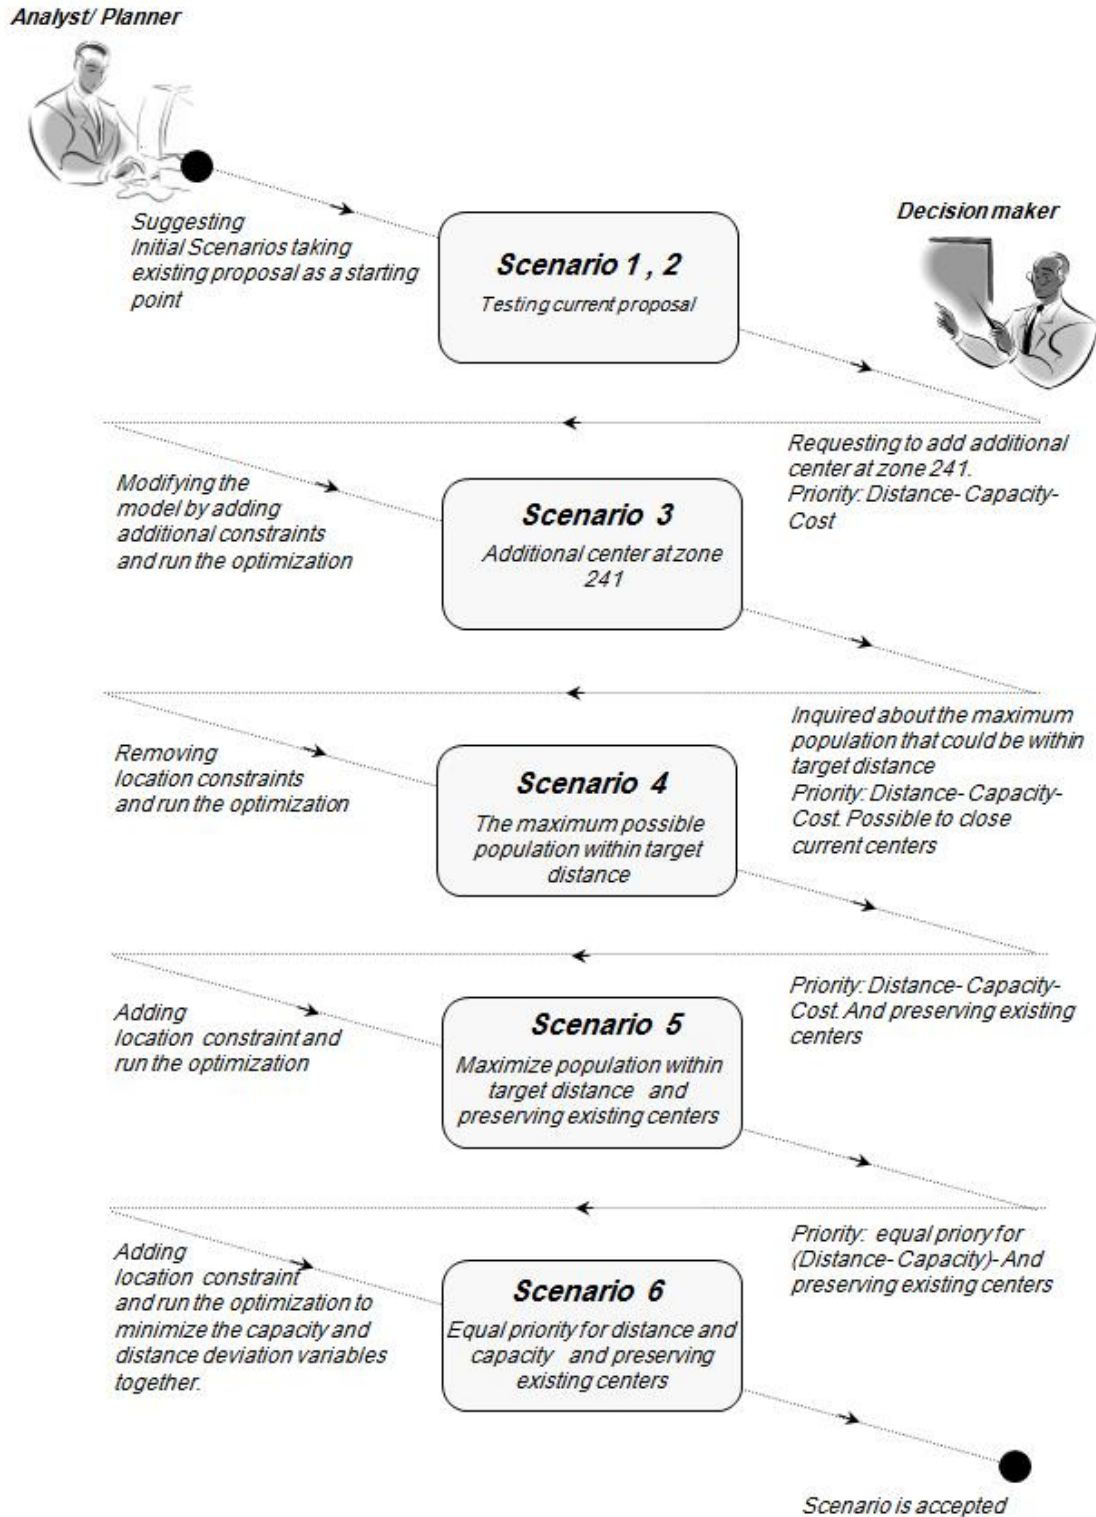 Analyst/ Planner
Suggesting
Initial Scenarios taking
existing proposal as a starting
point
Decision maker
Scenario 1 , 2
Testing current proposal
Requesting to add additional
center at zone 241.
Priority: Distance- Capacity-
Cost
Modifying the
model by adding
additional constraints
and run the optimization
Scenario 3
Additional center at zone
241
Inquired about the maximum
population that could be within
target distance
Priority: Distance- Capacity-
Cost. Possible to close
current centers
Removing
location constraints
and run the optimization
Scenario 4
The maximum possible
population within target
distance
Priority: Distance- Capacity-
Cost. And preserving existing
centers
Adding
location constraint and
run the optimization
Scenario 5
Maximize population within
target distance and
preserving existing centers
Priority: equal priory for
(Distance- Capacity)- And
preserving existing centers
Adding
location constraint
and run the optimization to
minimize the capacity and
distance deviation variables
together.
Scenario 6
Equal priority for distance and
capacity and preserving
existing centers
Scenario is accepted